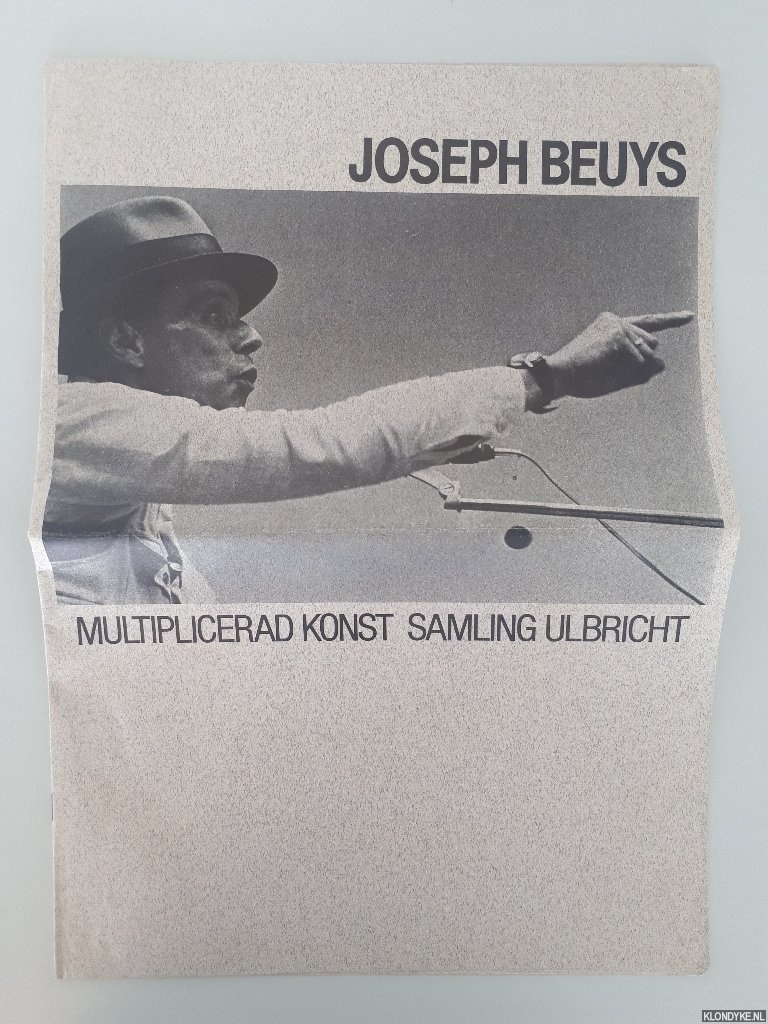 JOSEPH BEUYS
MULTIPLICERAD KONST SAMLING ULBRICHT
KLONDYKE.NL